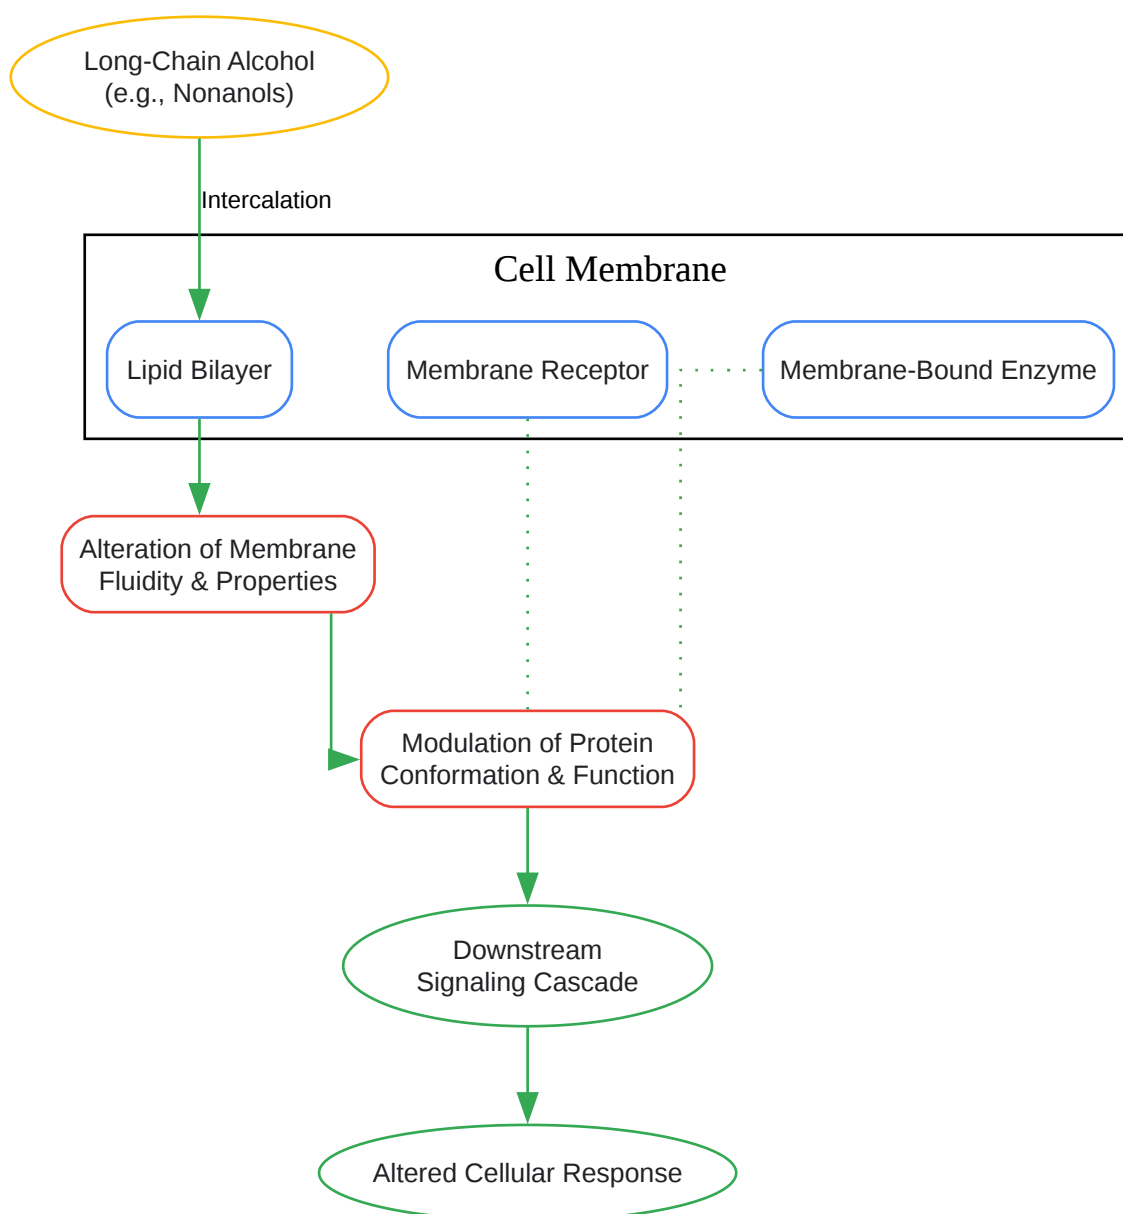 Long-Chain Alcohol
(e.g., Nonanols)
Intercalation
Cell Membrane
Lipid Bilayer
Membrane Receptor
Membrane-Bound Enzyme
Alteration of Membrane
Fluidity & Properties
Modulation of Protein
Conformation & Function
Downstream
Signaling Cascade
Altered Cellular Response